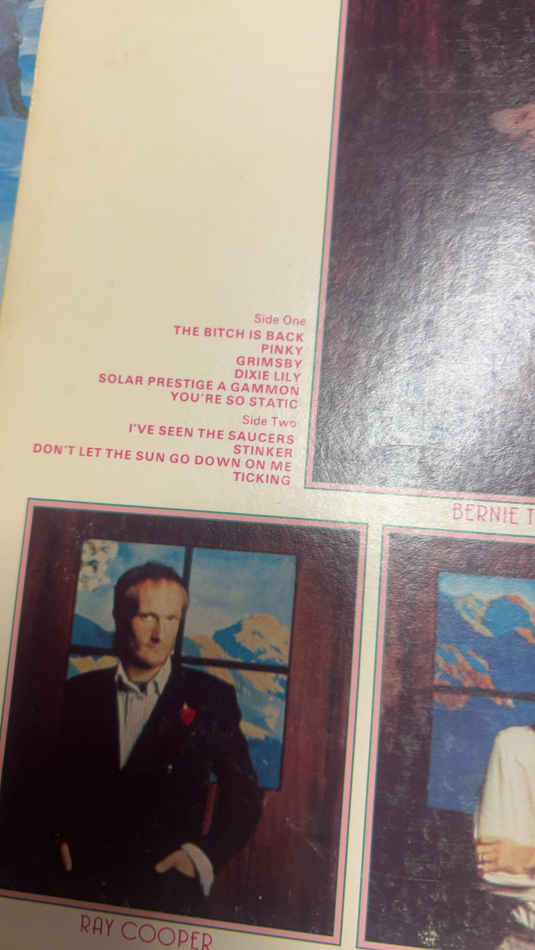 Side One
THE BITCH IS BACK
PINKY
GRIMSBY
DIXIE LILY
SOLAR PRESTIGE A GAMMON
YOU'RE SO STATIC
Side Two
I'VE SEEN THE SAUCERS
STINKER
DON'T LET THE SUN GO DOWN ON ME
TICKING
BERNIE T
RAY COOPER